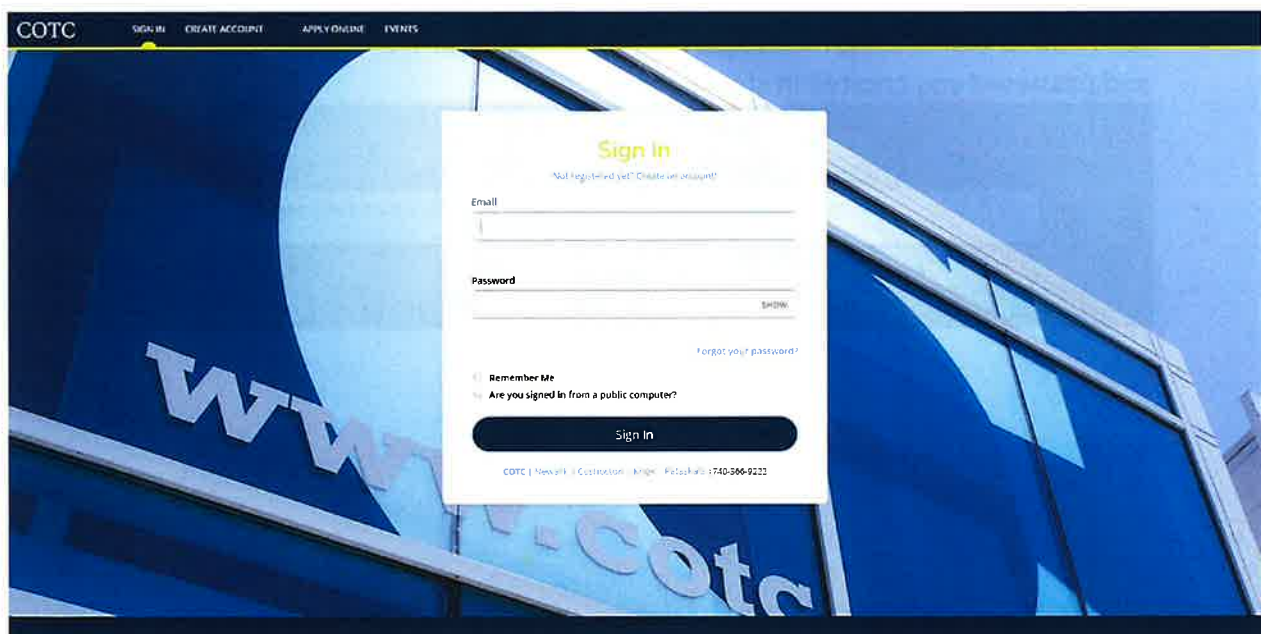 COTC SIGN IN CREATE ACCOUNT APPLY ONLINE EVENTS
Sign In
Not registered yet? Create an account!
Email
Password
SHOW
Forgot your password?
Remember Me
Are you signed in from a public computer?
Sign In
COTC | Newark | Coshocton | Knox | Pataskala | 740-366-9222
www.cotc